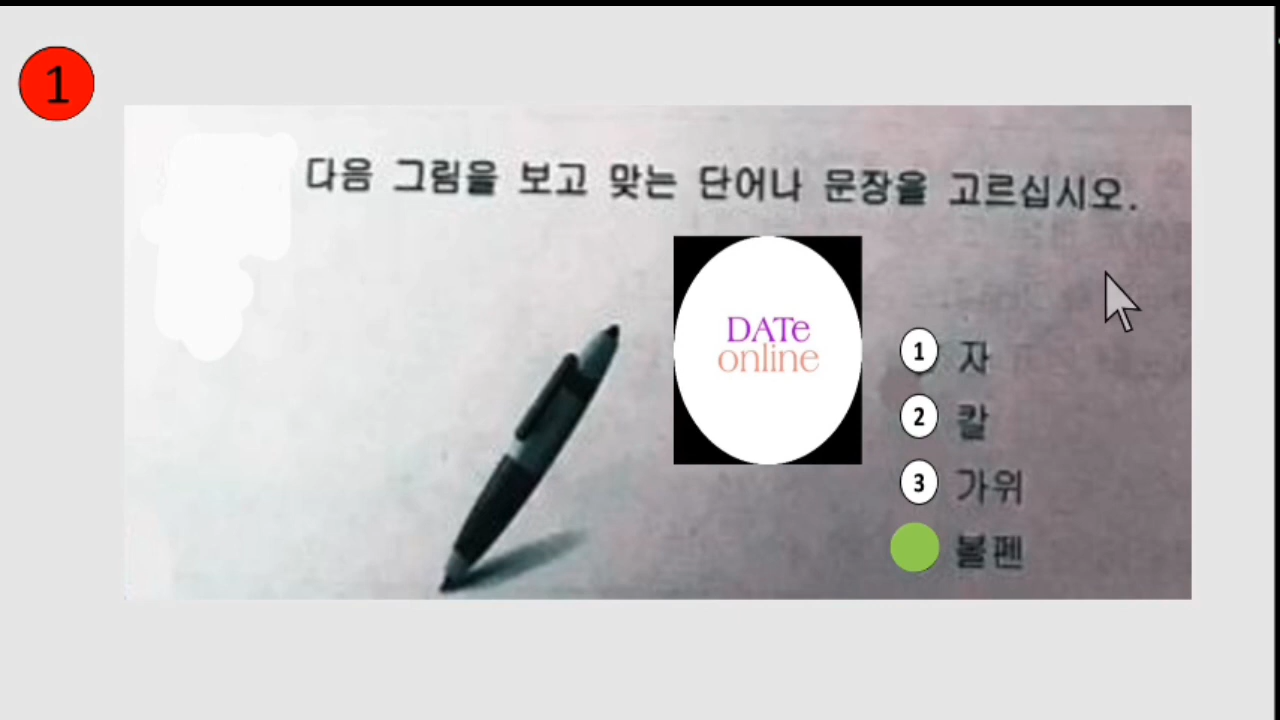 1
다음 그림을 보고 맞는 단어나 문장을 고르십시오.
DATe
online
1 자
2 칼
3 가위
볼펜